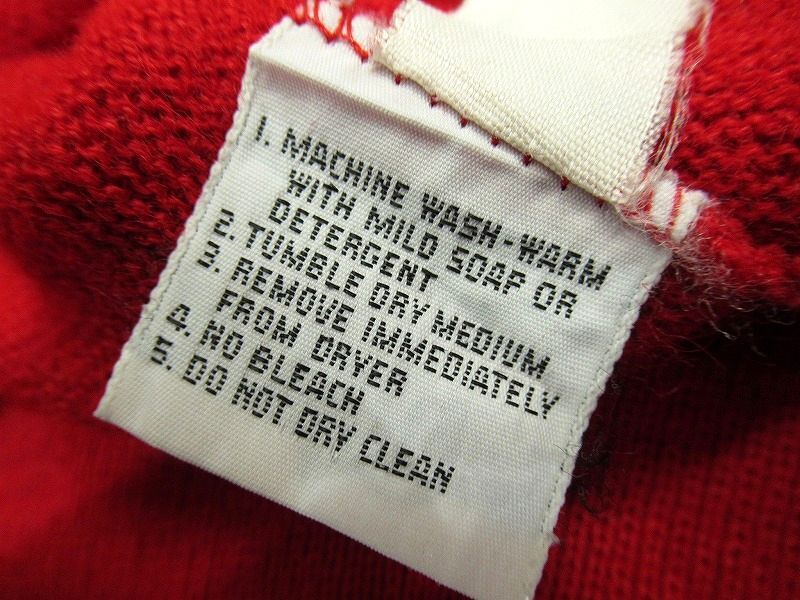 1. MACHINE WASH-WARM
WITH MILD SOAP OR
DETERGENT
2. TUMBLE DRY MEDIUM,
3. REMOVE IMMEDIATELY
FROM DRYER
4. NO BLEACH
5. DO NOT DRY CLEAN